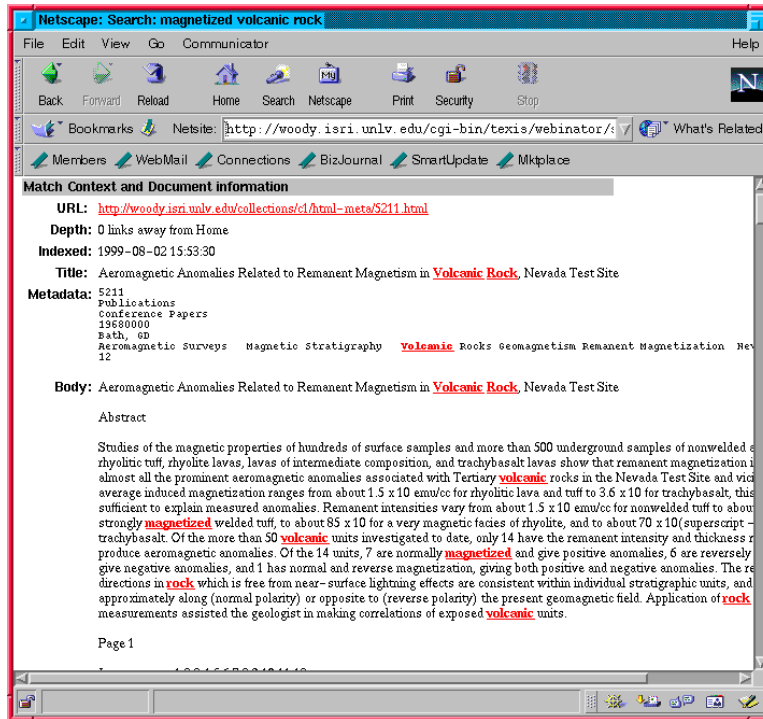 Netscape: Search: magnetized volcanic rock
File Edit View Go Communicator Help
Back Forward Reload Home Search Netscape Print Security Stop
My
N
Bookmarks Netsite: http://woody.isri.unlv.edu/cgi-bin/texis/webinator/ What's Related
Members WebMail Connections BizJournal SmartUpdate Mktplace
Match Context and Document information
URL: http://woody.isri.unlv.edu/collections/c1/html-meta/5211.html
Depth: 0 links away from Home
Indexed: 1999-08-02 15:53:30
Title: Aeromagnetic Anomalies Related to Remanent Magnetism in Volcanic Rock, Nevada Test Site
Metadata: 5211
Publications
Conference Papers
19680000
Bath, GD
Aeromagnetic Surveys Magnetic Stratigraphy Volcanic Rocks Geomagnetism Remanent Magnetization Nev
12
Body: Aeromagnetic Anomalies Related to Remanent Magnetism in Volcanic Rock, Nevada Test Site
Abstract
Studies of the magnetic properties of hundreds of surface samples and more than 500 underground samples of nonwelded
rhyolitic tuff, rhyolite lavas, lavas of intermediate composition, and trachybasalt lavas show that remanent magnetization i
almost all the prominent aeromagnetic anomalies associated with Tertiary volcanic rocks in the Nevada Test Site and vici
average induced magnetization ranges from about 1.5 x 10 emu/cc for rhyolitic lava and tuff to 3.6 x 10 for trachybasalt, this
sufficient to explain measured anomalies. Remanent intensities vary from about 1.5 x 10 emu/cc for nonwelded tuff to abou
strongly magnetized welded tuff, to about 85 x 10 for a very magnetic facies of rhyolite, and to about 70 x 10(superscript -
trachybasalt. Of the more than 50 volcanic units investigated to date, only 14 have the remanent intensity and thickness r
produce aeromagnetic anomalies. Of the 14 units, 7 are normally magnetized and give positive anomalies, 6 are reversely
give negative anomalies, and 1 has normal and reverse magnetization, giving both positive and negative anomalies. The re
directions in rock which is free from near-surface lightning effects are consistent within individual stratigraphic units, and
approximately along (normal polarity) or opposite to (reverse polarity) the present geomagnetic field. Application of rock
measurements assisted the geologist in making correlations of exposed volcanic units.
Page 1